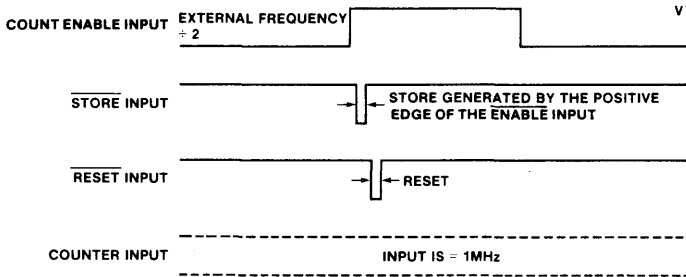 COUNT ENABLE INPUT
EXTERNAL FREQUENCY
÷ 2
V
STORE INPUT
STORE GENERATED BY THE POSITIVE
EDGE OF THE ENABLE INPUT
RESET INPUT
RESET
COUNTER INPUT
INPUT IS = 1MHz